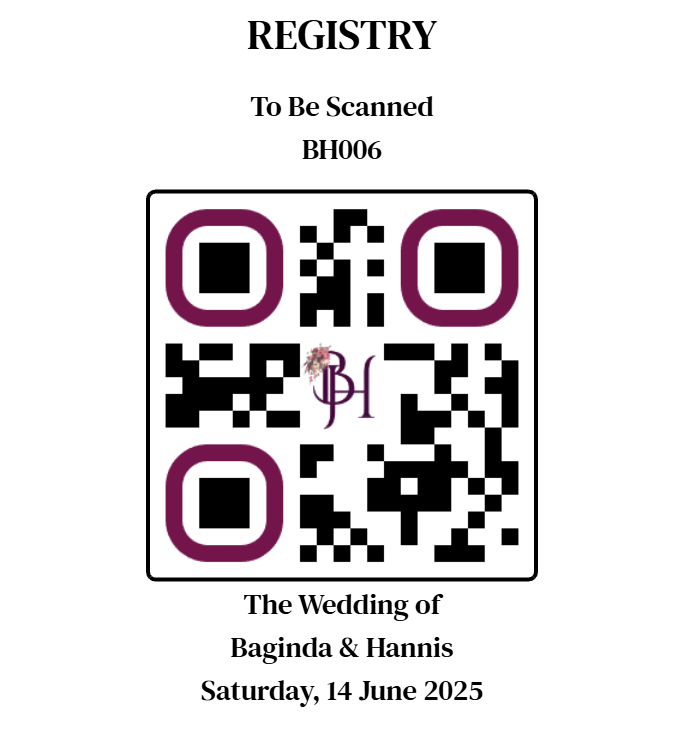 REGISTRY
To Be Scanned
BH006
BH
The Wedding of
Baginda & Hannis
Saturday, 14 June 2025